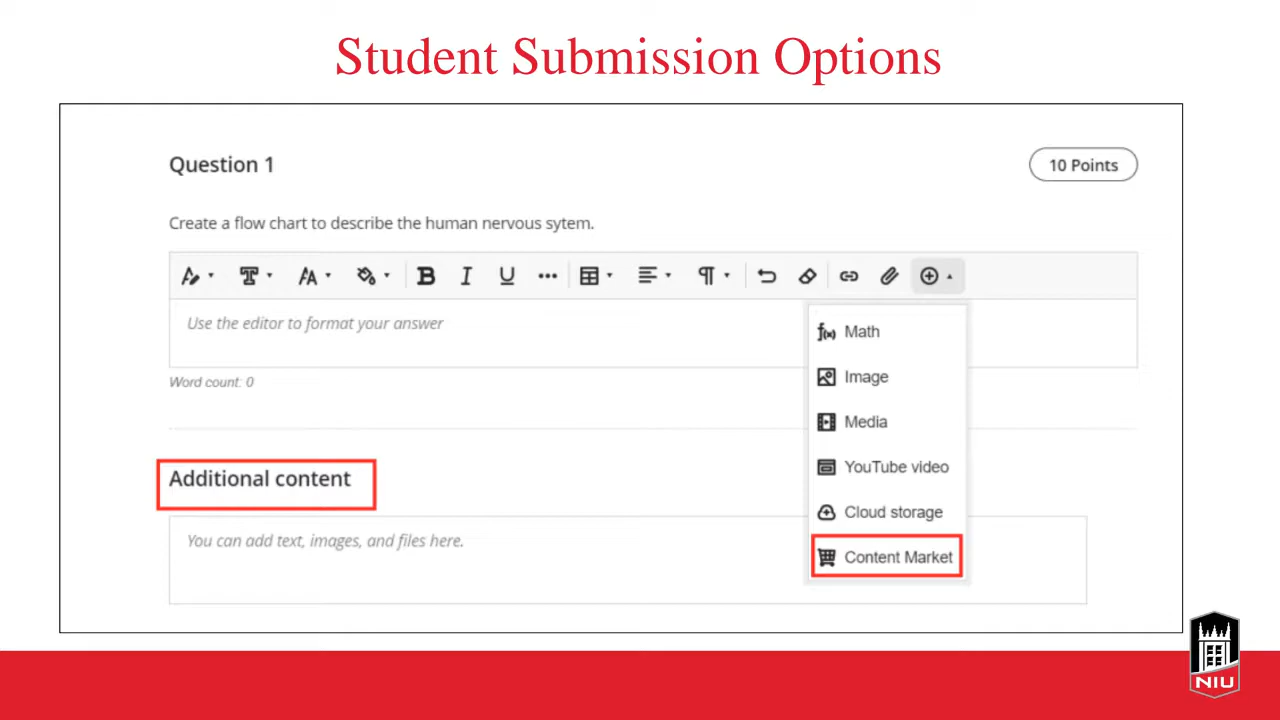 Student Submission Options
Question 1
10 Points
Create a flow chart to describe the human nervous sytem.
Use the editor to format your answer
Word count: 0
Math
Image
Media
YouTube video
Cloud storage
Content Market
Additional content
You can add text, images, and files here.
NIU